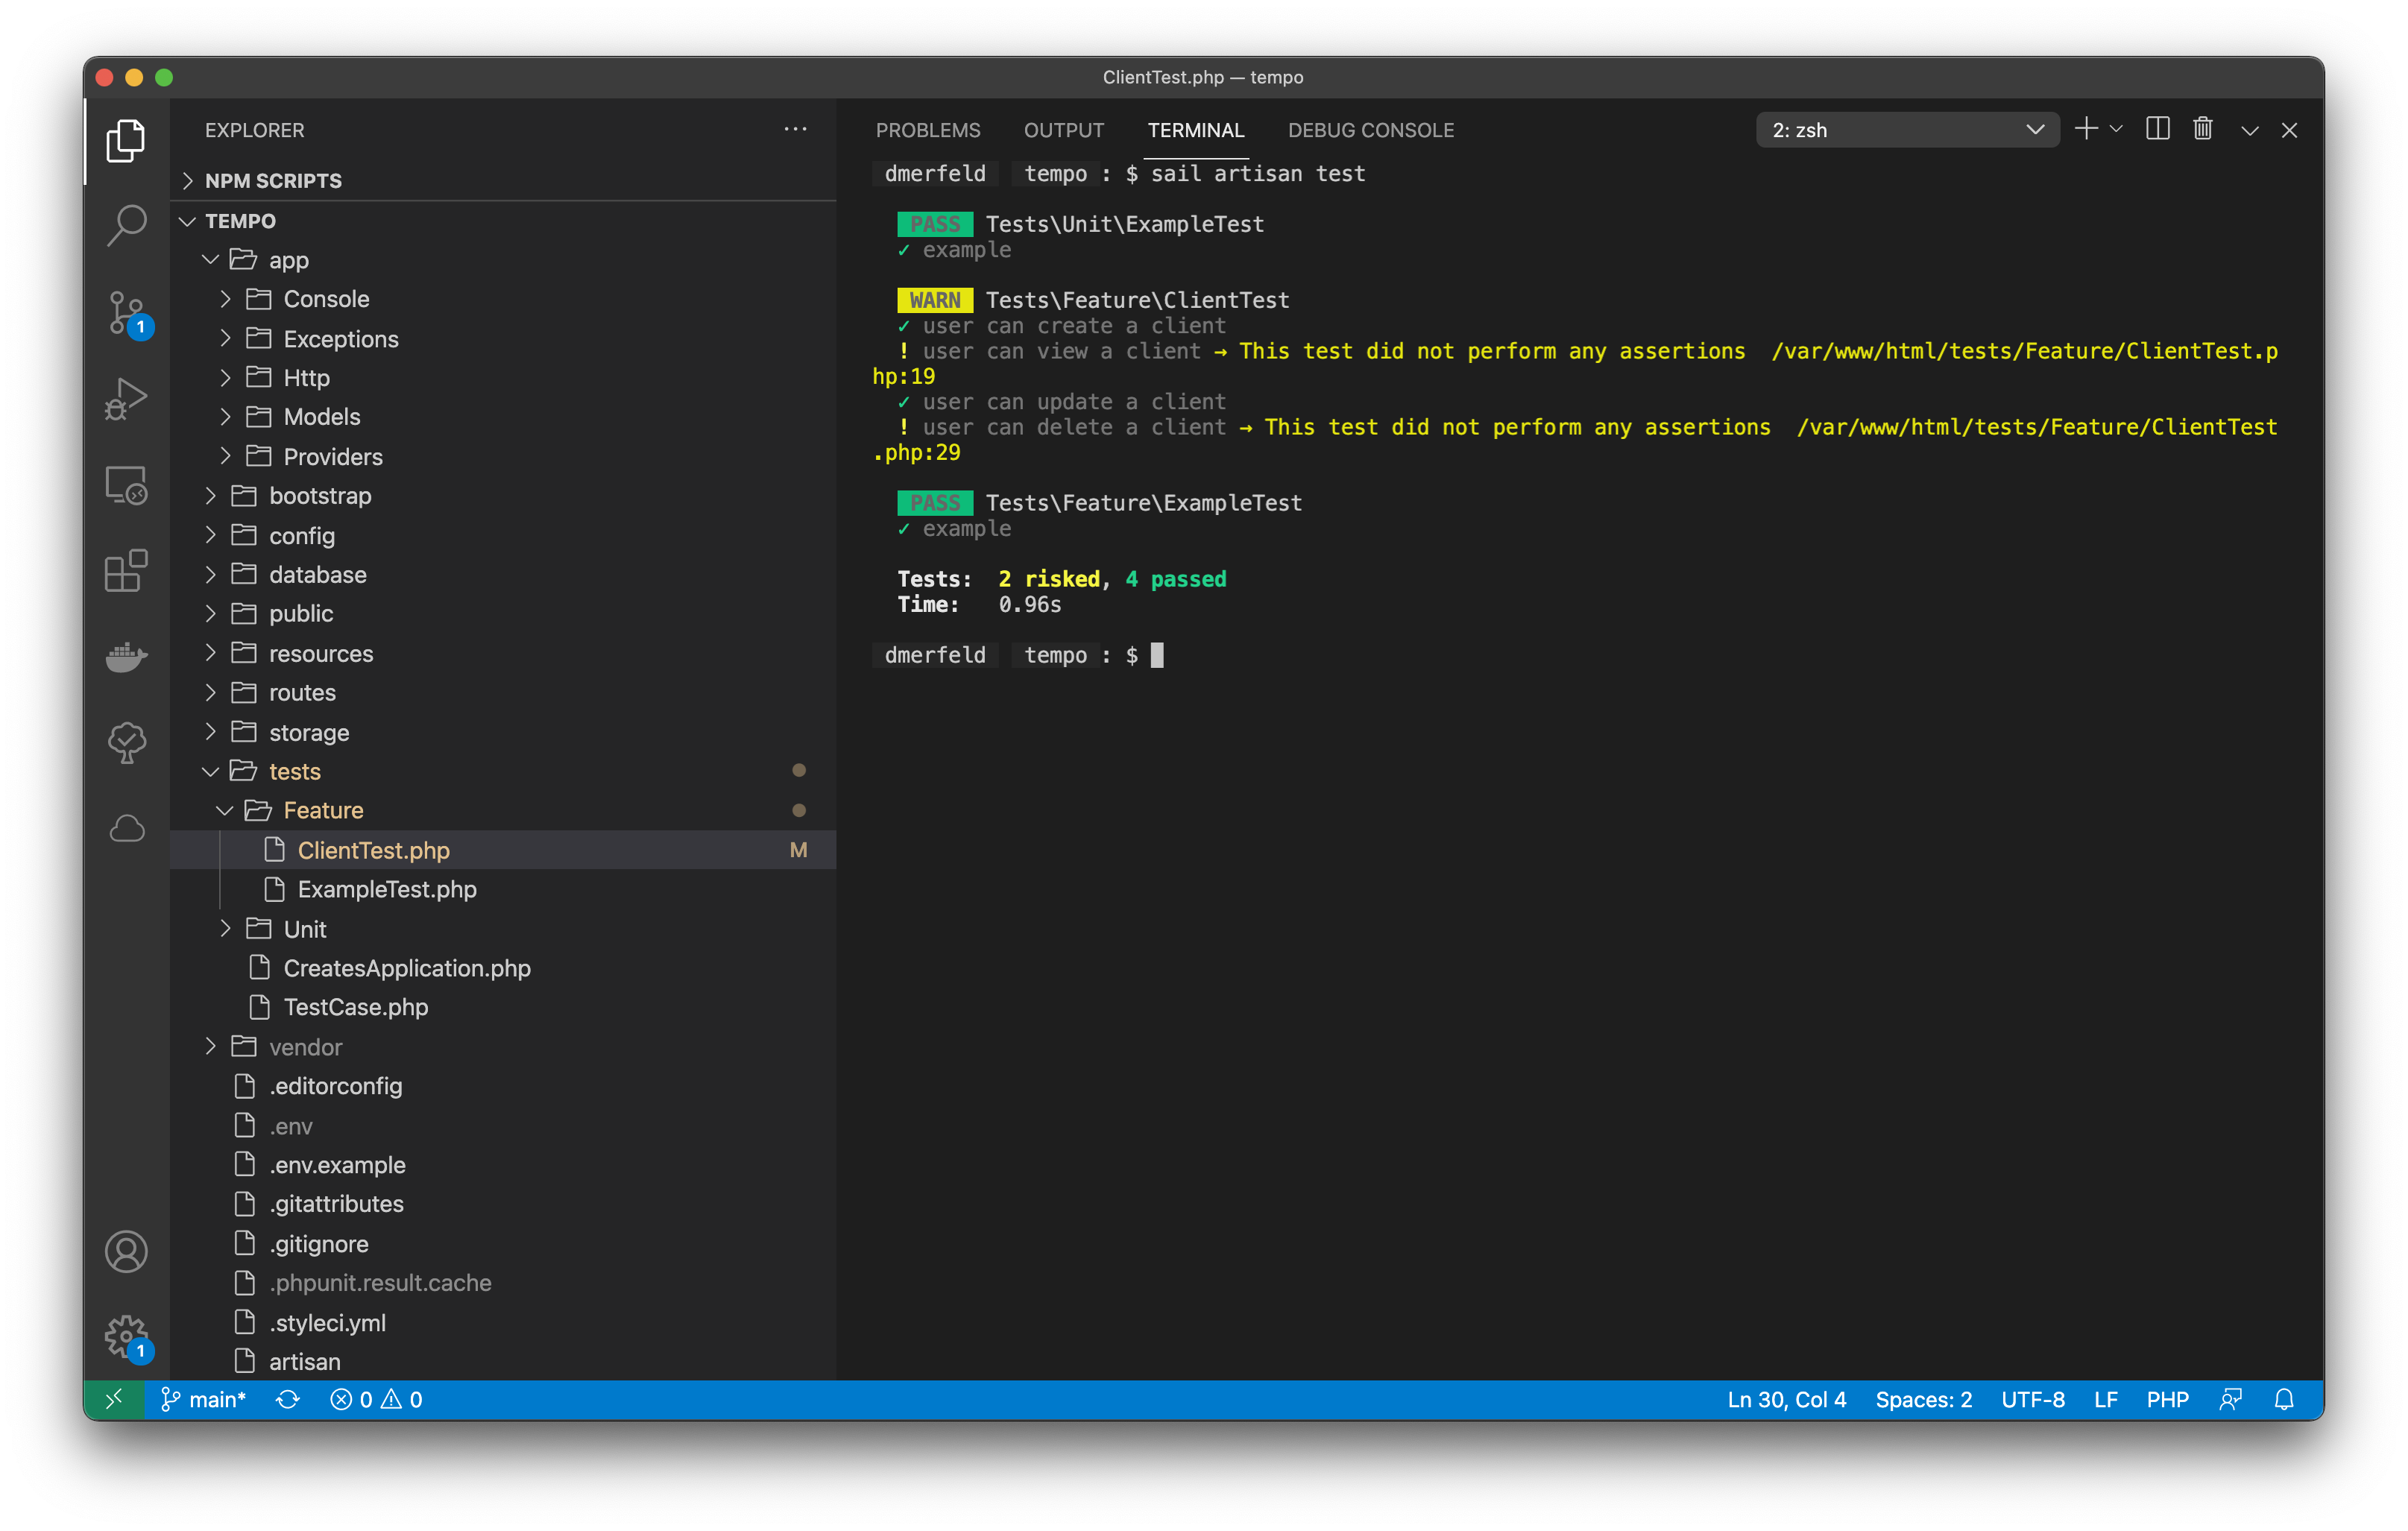 ClientTest.php — tempo
EXPLORER
NPM SCRIPTS
TEMPO
app
Console
Exceptions
Http
Models
Providers
bootstrap
config
database
public
resources
routes
storage
tests
Feature
ClientTest.php M
ExampleTest.php
Unit
CreatesApplication.php
TestCase.php
vendor
.editorconfig
.env
.env.example
.gitattributes
.gitignore
.phpunit.result.cache
.styleci.yml
artisan
PROBLEMS OUTPUT TERMINAL DEBUG CONSOLE 2: zsh
dmerfeld tempo : $ sail artisan test
PASS Tests\Unit\ExampleTest
✓ example
WARN Tests\Feature\ClientTest
✓ user can create a client
! user can view a client → This test did not perform any assertions /var/www/html/tests/Feature/ClientTest.p
hp:19
✓ user can update a client
! user can delete a client → This test did not perform any assertions /var/www/html/tests/Feature/ClientTest
.php:29
PASS Tests\Feature\ExampleTest
✓ example
Tests: 2 risked, 4 passed
Time: 0.96s
dmerfeld tempo : $
1
1
main* 0 0 Ln 30, Col 4 Spaces: 2 UTF-8 LF PHP